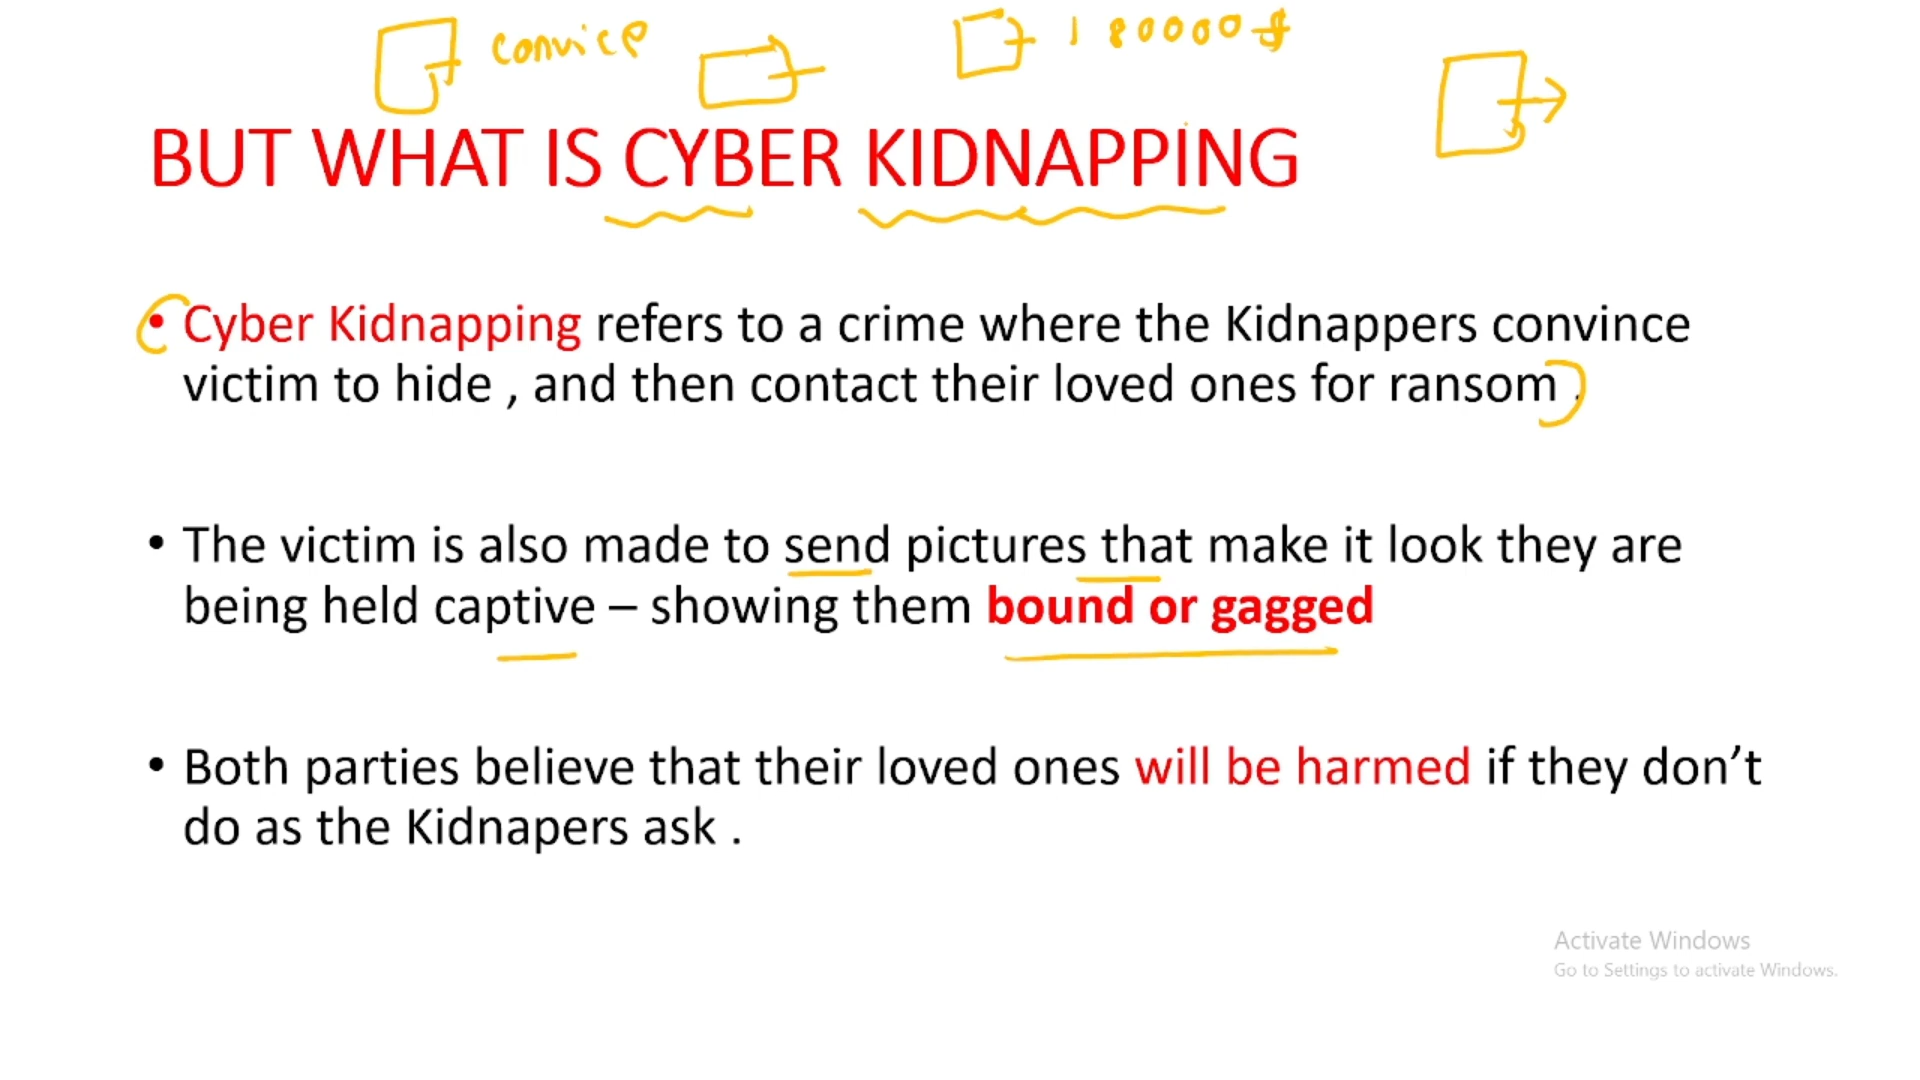 convice
180000$
BUT WHAT IS CYBER KIDNAPPING
• Cyber Kidnapping refers to a crime where the Kidnappers convince
victim to hide , and then contact their loved ones for ransom .
• The victim is also made to send pictures that make it look they are
being held captive – showing them bound or gagged
• Both parties believe that their loved ones will be harmed if they don’t
do as the Kidnapers ask .
Activate Windows
Go to Settings to activate Windows.